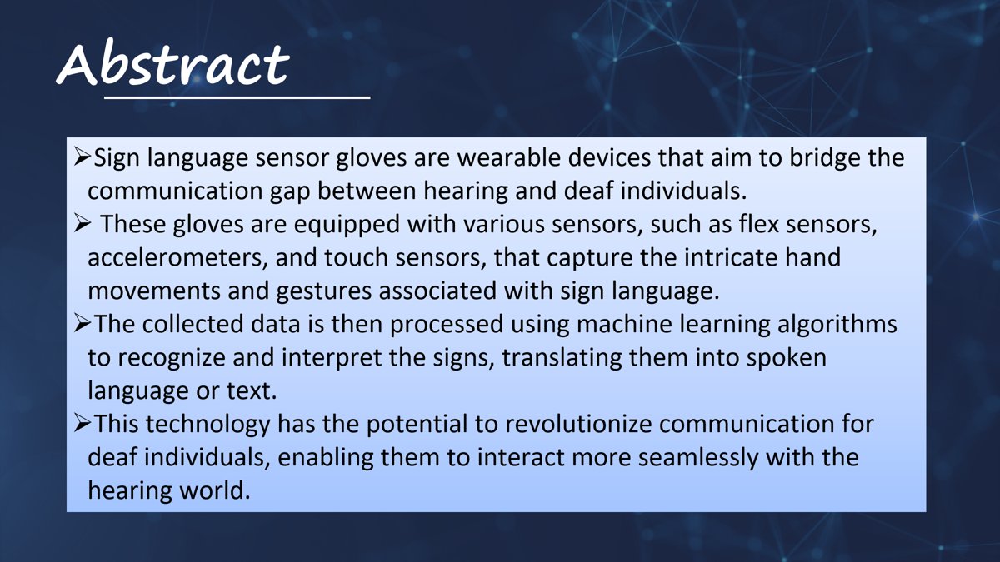 Abstract
➢Sign language sensor gloves are wearable devices that aim to bridge the
communication gap between hearing and deaf individuals.
➢ These gloves are equipped with various sensors, such as flex sensors,
accelerometers, and touch sensors, that capture the intricate hand
movements and gestures associated with sign language.
➢The collected data is then processed using machine learning algorithms
to recognize and interpret the signs, translating them into spoken
language or text.
➢This technology has the potential to revolutionize communication for
deaf individuals, enabling them to interact more seamlessly with the
hearing world.